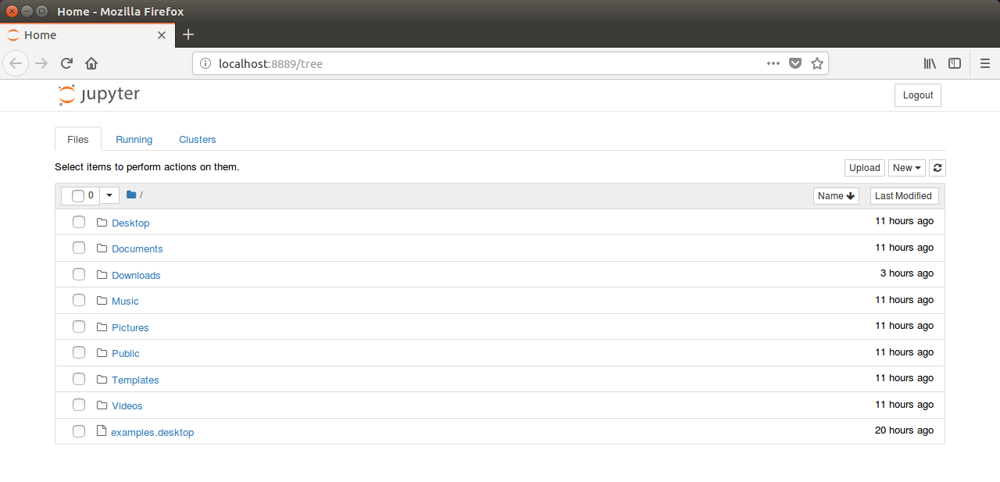 Home - Mozilla Firefox
Home
localhost:8889/tree
jupyter
Logout
Files Running Clusters
Select items to perform actions on them.
Upload New
0 / Name Last Modified
Desktop 11 hours ago
Documents 11 hours ago
Downloads 3 hours ago
Music 11 hours ago
Pictures 11 hours ago
Public 11 hours ago
Templates 11 hours ago
Videos 11 hours ago
examples.desktop 20 hours ago